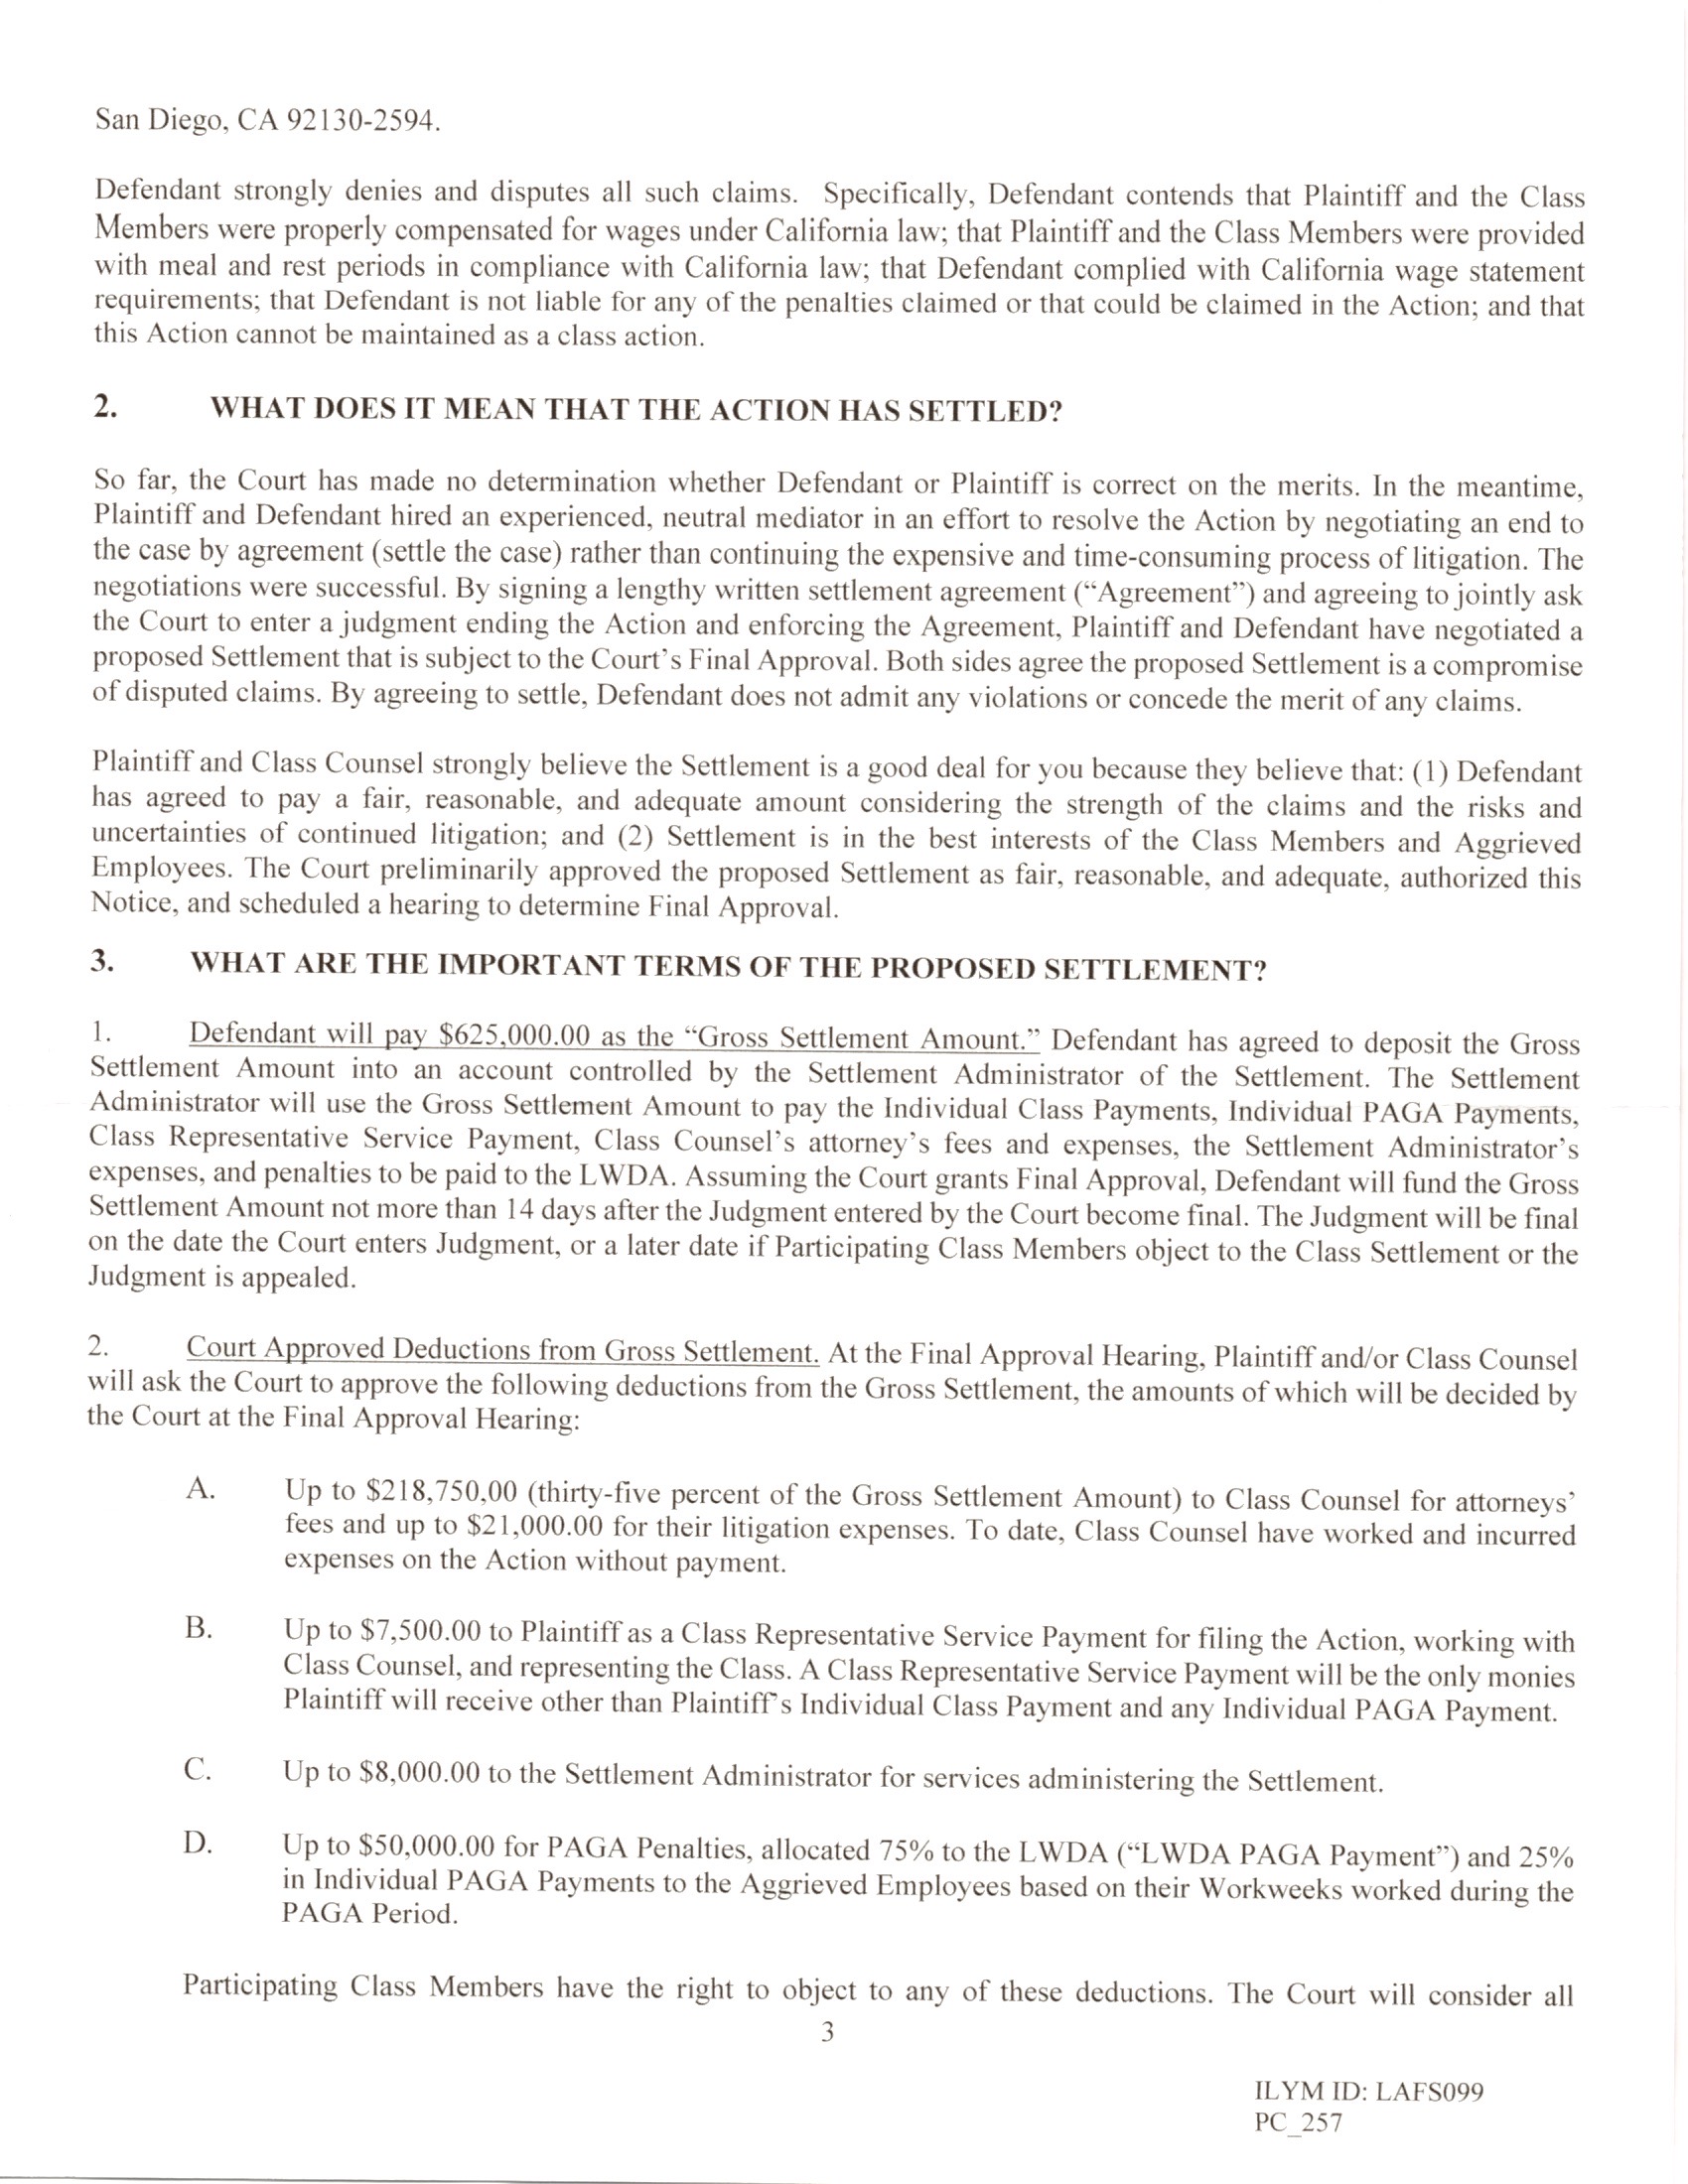 San Diego, CA 92130-2594.
Defendant strongly denies and disputes all such claims. Specifically, Defendant contends that Plaintiff and the Class
Members were properly compensated for wages under California law; that Plaintiff and the Class Members were provided
with meal and rest periods in compliance with California law; that Defendant complied with California wage statement
requirements; that Defendant is not liable for any of the penalties claimed or that could be claimed in the Action; and that
this Action cannot be maintained as a class action.
2. WHAT DOES IT MEAN THAT THE ACTION HAS SETTLED?
So far, the Court has made no determination whether Defendant or Plaintiff is correct on the merits. In the meantime,
Plaintiff and Defendant hired an experienced, neutral mediator in an effort to resolve the Action by negotiating an end to
the case by agreement (settle the case) rather than continuing the expensive and time-consuming process of litigation. The
negotiations were successful. By signing a lengthy written settlement agreement (“Agreement”) and agreeing to jointly ask
the Court to enter a judgment ending the Action and enforcing the Agreement, Plaintiff and Defendant have negotiated a
proposed Settlement that is subject to the Court’s Final Approval. Both sides agree the proposed Settlement is a compromise
of disputed claims. By agreeing to settle, Defendant does not admit any violations or concede the merit of any claims.
Plaintiff and Class Counsel strongly believe the Settlement is a good deal for you because they believe that: (1) Defendant
has agreed to pay a fair, reasonable, and adequate amount considering the strength of the claims and the risks and
uncertainties of continued litigation; and (2) Settlement is in the best interests of the Class Members and Aggrieved
Employees. The Court preliminarily approved the proposed Settlement as fair, reasonable, and adequate, authorized this
Notice, and scheduled a hearing to determine Final Approval.
3. WHAT ARE THE IMPORTANT TERMS OF THE PROPOSED SETTLEMENT?
1. Defendant will pay $625,000.00 as the “Gross Settlement Amount.” Defendant has agreed to deposit the Gross
Settlement Amount into an account controlled by the Settlement Administrator of the Settlement. The Settlement
Administrator will use the Gross Settlement Amount to pay the Individual Class Payments, Individual PAGA Payments,
Class Representative Service Payment, Class Counsel’s attorney’s fees and expenses, the Settlement Administrator’s
expenses, and penalties to be paid to the LWDA. Assuming the Court grants Final Approval, Defendant will fund the Gross
Settlement Amount not more than 14 days after the Judgment entered by the Court become final. The Judgment will be final
on the date the Court enters Judgment, or a later date if Participating Class Members object to the Class Settlement or the
Judgment is appealed.
2. Court Approved Deductions from Gross Settlement. At the Final Approval Hearing, Plaintiff and/or Class Counsel
will ask the Court to approve the following deductions from the Gross Settlement, the amounts of which will be decided by
the Court at the Final Approval Hearing:
A. Up to $218,750,00 (thirty-five percent of the Gross Settlement Amount) to Class Counsel for attorneys’
fees and up to $21,000.00 for their litigation expenses. To date, Class Counsel have worked and incurred
expenses on the Action without payment.
B. Up to $7,500.00 to Plaintiff as a Class Representative Service Payment for filing the Action, working with
Class Counsel, and representing the Class. A Class Representative Service Payment will be the only monies
Plaintiff will receive other than Plaintiff’s Individual Class Payment and any Individual PAGA Payment.
C. Up to $8,000.00 to the Settlement Administrator for services administering the Settlement.
D. Up to $50,000.00 for PAGA Penalties, allocated 75% to the LWDA (“LWDA PAGA Payment”) and 25%
in Individual PAGA Payments to the Aggrieved Employees based on their Workweeks worked during the
PAGA Period.
Participating Class Members have the right to object to any of these deductions. The Court will consider all
3
ILYM ID: LAFS099
PC_257